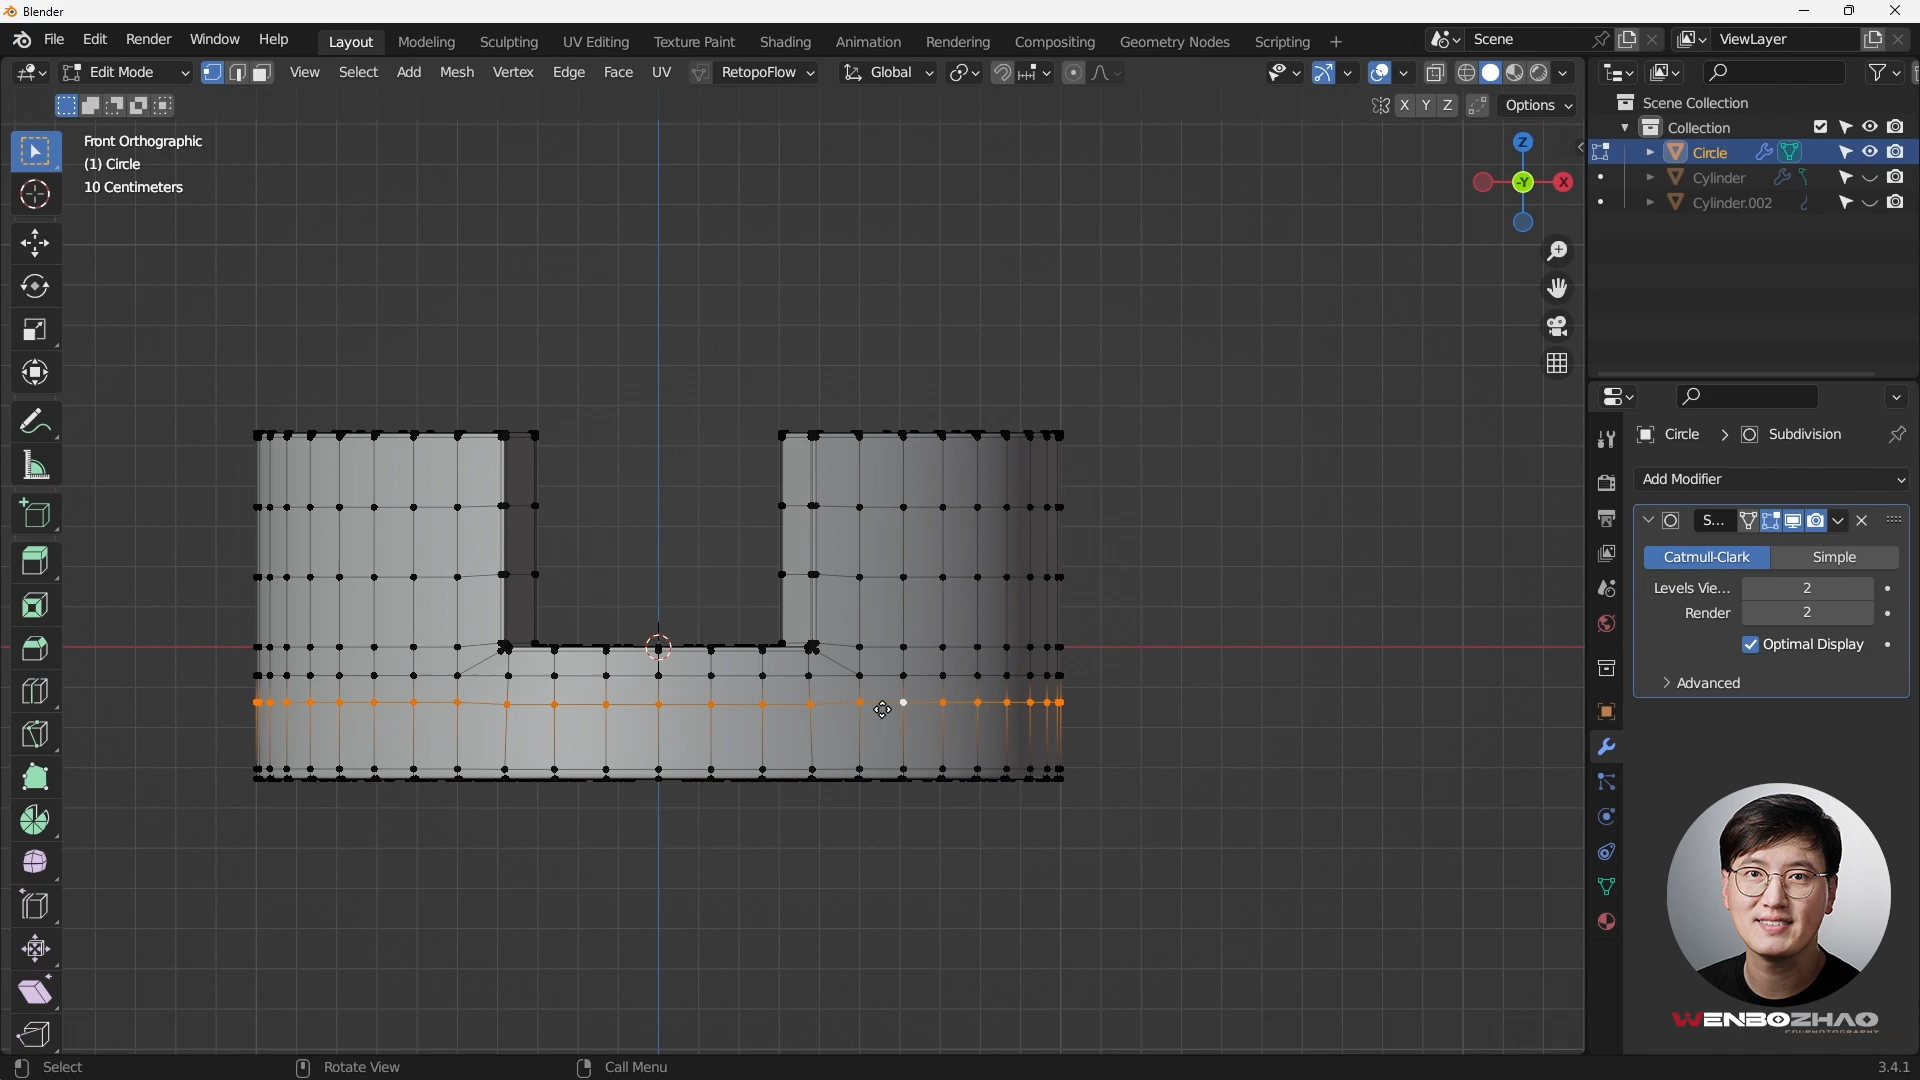 Blender
File Edit Render Window Help Layout Modeling Sculpting UV Editing Texture Paint Shading Animation Rendering Compositing Geometry Nodes Scripting + Scene ViewLayer
Edit Mode View Select Add Mesh Vertex Edge Face UV RetopoFlow Global
X Y Z Options
Front Orthographic
(1) Circle
10 Centimeters
Z
-Y X
Scene Collection
Collection
Circle
Cylinder
Cylinder.002
Circle > Subdivision
Add Modifier
S...
Catmull-Clark Simple
Levels Vie... 2
Render 2
Optimal Display
Advanced
WENBOZHAO
Select Rotate View Call Menu 3.4.1